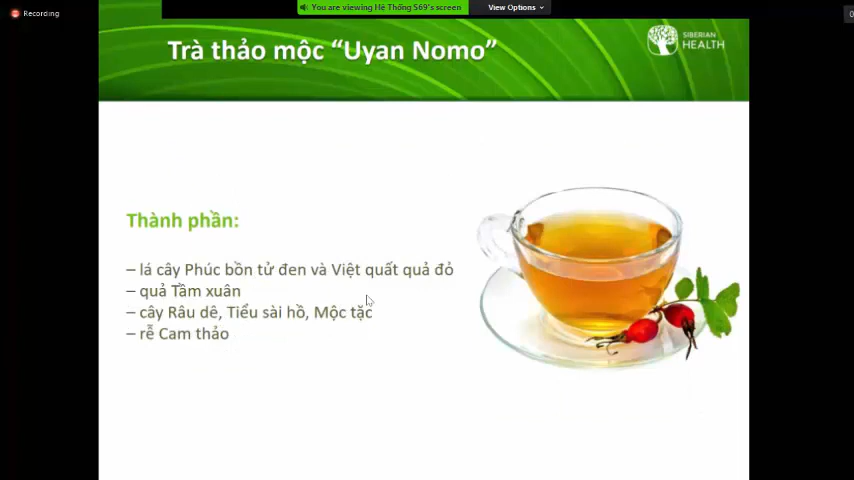 Recording
You are viewing Hệ Thống S69's screen
View Options
Trà thảo mộc “Uyan Nomo”
SIBERIAN
HEALTH
Thành phần:
– lá cây Phúc bồn tử đen và Việt quất quả đỏ
– quả Tầm xuân
– cây Râu dê, Tiểu sài hồ, Mộc tặc
– rễ Cam thảo